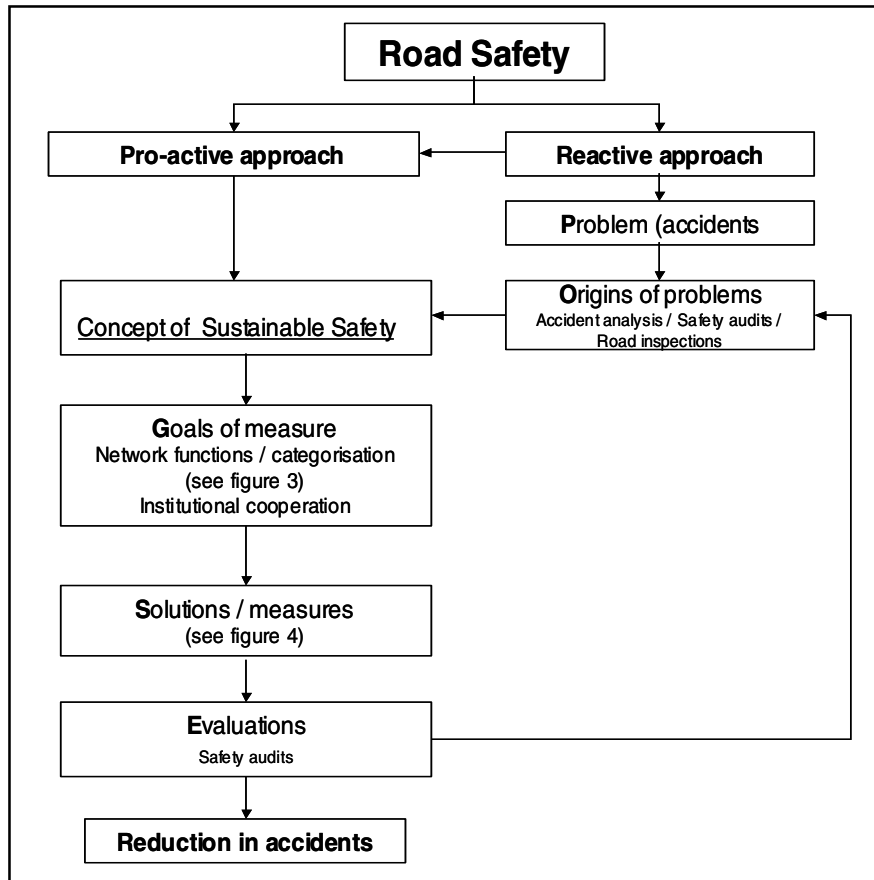 Road Safety
Pro-active approach
Reactive approach
Problem (accidents
Origins of problems
Accident analysis / Safety audits /
Road inspections
Concept of Sustainable Safety
Goals of measure
Network functions / categorisation
(see figure 3)
Institutional cooperation
Solutions / measures
(see figure 4)
Evaluations
Safety audits
Reduction in accidents